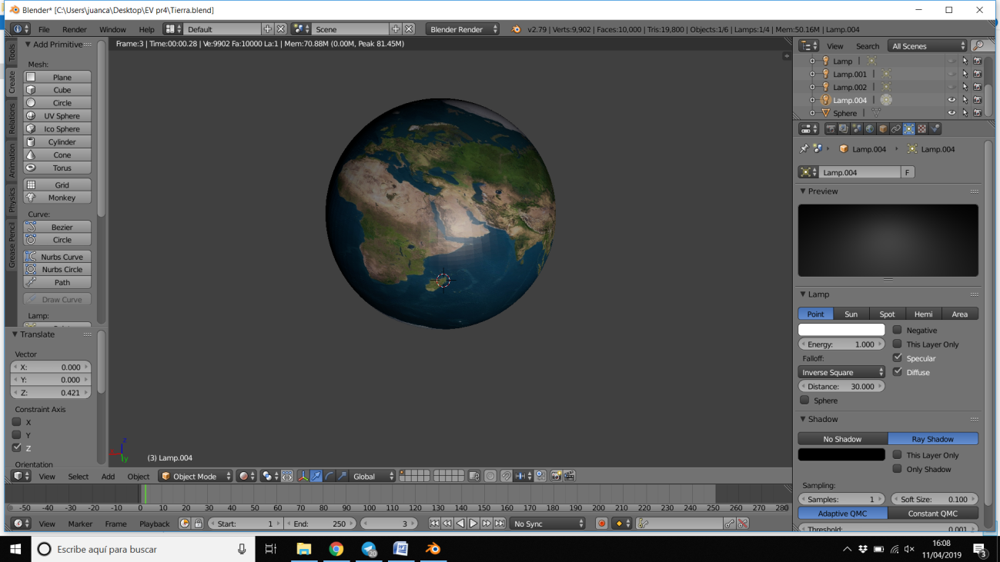 Blender* [C:\Users\juanca\Desktop\EV pr4\Tierra.blend]
File Render Window Help Default Scene Blender Render v2.79 | Verts:9,902 | Faces:10,000 | Tris:19,800 | Objects:1/6 | Lamps:1/4 | Mem:50.16M | Lamp.004
Frame:3 | Time:00:00.28 | Ve:9902 Fa:10000 La:1 | Mem:70.88M (0.00M, Peak 81.45M)
Tools
Create
Relations
Animation
Physics
Grease Pencil
Add Primitive
Mesh:
Plane
Cube
Circle
UV Sphere
Ico Sphere
Cylinder
Cone
Torus
Grid
Monkey
Curve:
Bezier
Circle
Nurbs Curve
Nurbs Circle
Path
Draw Curve
Lamp:
Translate
Vector
X: 0.000
Y: 0.000
Z: 0.421
Constraint Axis
X
Y
Z
Orientation
z
y
(3) Lamp.004
View Search All Scenes
Lamp
Lamp.001
Lamp.002
Lamp.004
Sphere
Lamp.004 Lamp.004
Lamp.004 F
Preview
Lamp
Point Sun Spot Hemi Area
Negative
Energy: 1.000 This Layer Only
Falloff: Specular
Inverse Square Diffuse
Distance: 30.000
Sphere
Shadow
No Shadow Ray Shadow
This Layer Only
Only Shadow
Sampling:
Samples: 1 Soft Size: 0.100
Adaptive QMC Constant QMC
Threshold: 0.001
View Select Add Object Object Mode Global
-50 -40 -30 -20 -10 0 10 20 30 40 50 60 70 80 90 100 110 120 130 140 150 160 170 180 190 200 210 220 230 240 250 260 270 280
View Marker Frame Playback Start: 1 End: 250 3 No Sync
Escribe aquí para buscar
20
16:08
11/04/2019
3